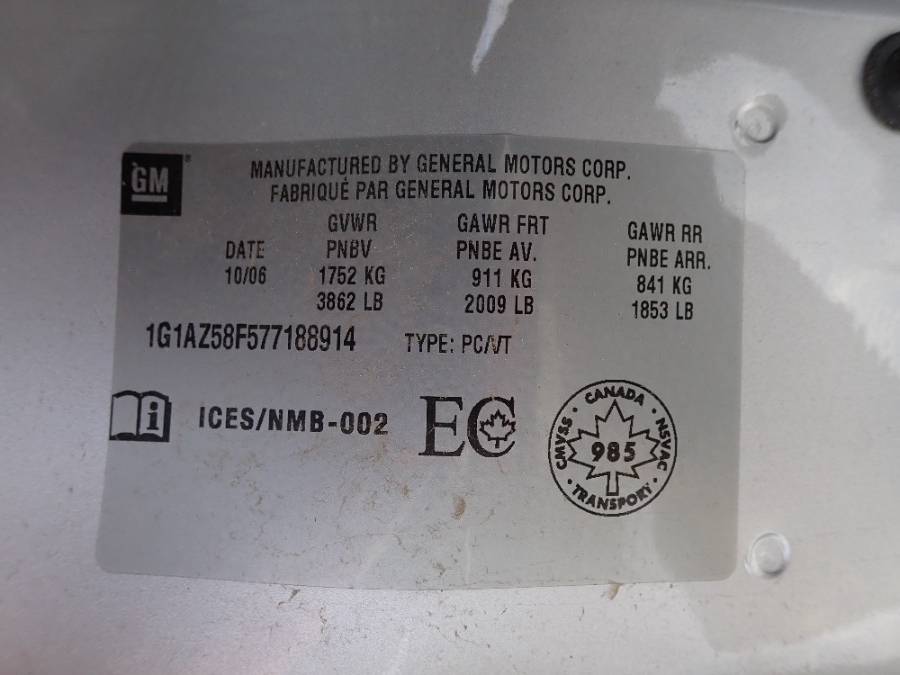 GM
MANUFACTURED BY GENERAL MOTORS CORP.
FABRIQUÉ PAR GENERAL MOTORS CORP.
DATE
10/06
GVWR
PNBV
1752 KG
3862 LB
GAWR FRT
PNBE AV.
911 KG
2009 LB
GAWR RR
PNBE ARR.
841 KG
1853 LB
1G1AZ58F577188914 TYPE: PC/VT
i ICES/NMB-002 EC
CANADA
CMVSS 985 NSVAC
TRANSPORT